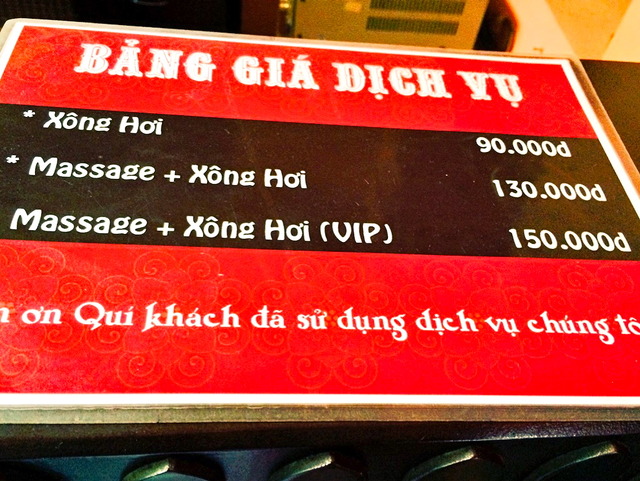 BẢNG GIÁ DỊCH VỤ
* Xông Hơi 90.000đ
* Massage + Xông Hơi 130.000đ
Massage + Xông Hơi (VIP) 150.000đ
ơn Quí khách đã sử dụng dịch vụ chúng